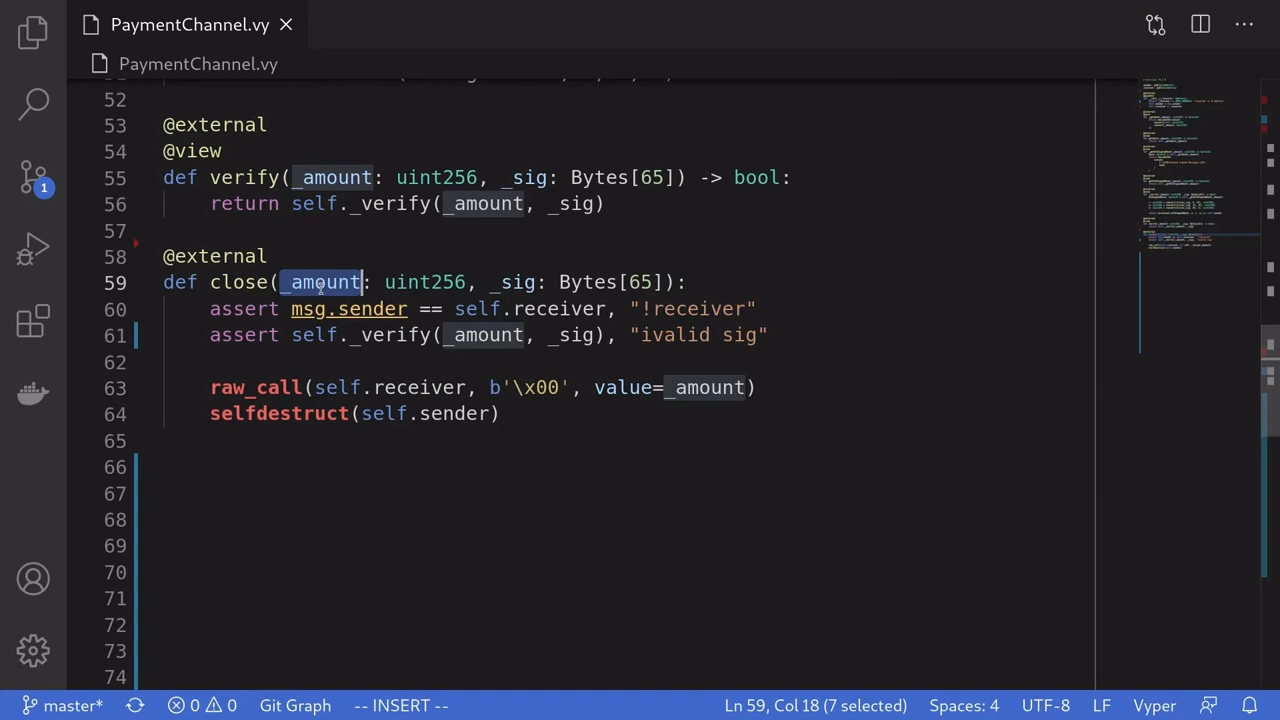 PaymentChannel.vy
PaymentChannel.vy
52
53 @external
54 @view
55 def verify(_amount: uint256, _sig: Bytes[65]) -> bool:
56 return self._verify(_amount, _sig)
57
58 @external
59 def close(_amount: uint256, _sig: Bytes[65]):
60 assert msg.sender == self.receiver, "!receiver"
61 assert self._verify(_amount, _sig), "ivalid sig"
62
63 raw_call(self.receiver, b'\x00', value=_amount)
64 selfdestruct(self.sender)
65
66
67
68
69
70
71
72
73
74
1
master* 0 0 Git Graph -- INSERT -- Ln 59, Col 18 (7 selected) Spaces: 4 UTF-8 LF Vyper